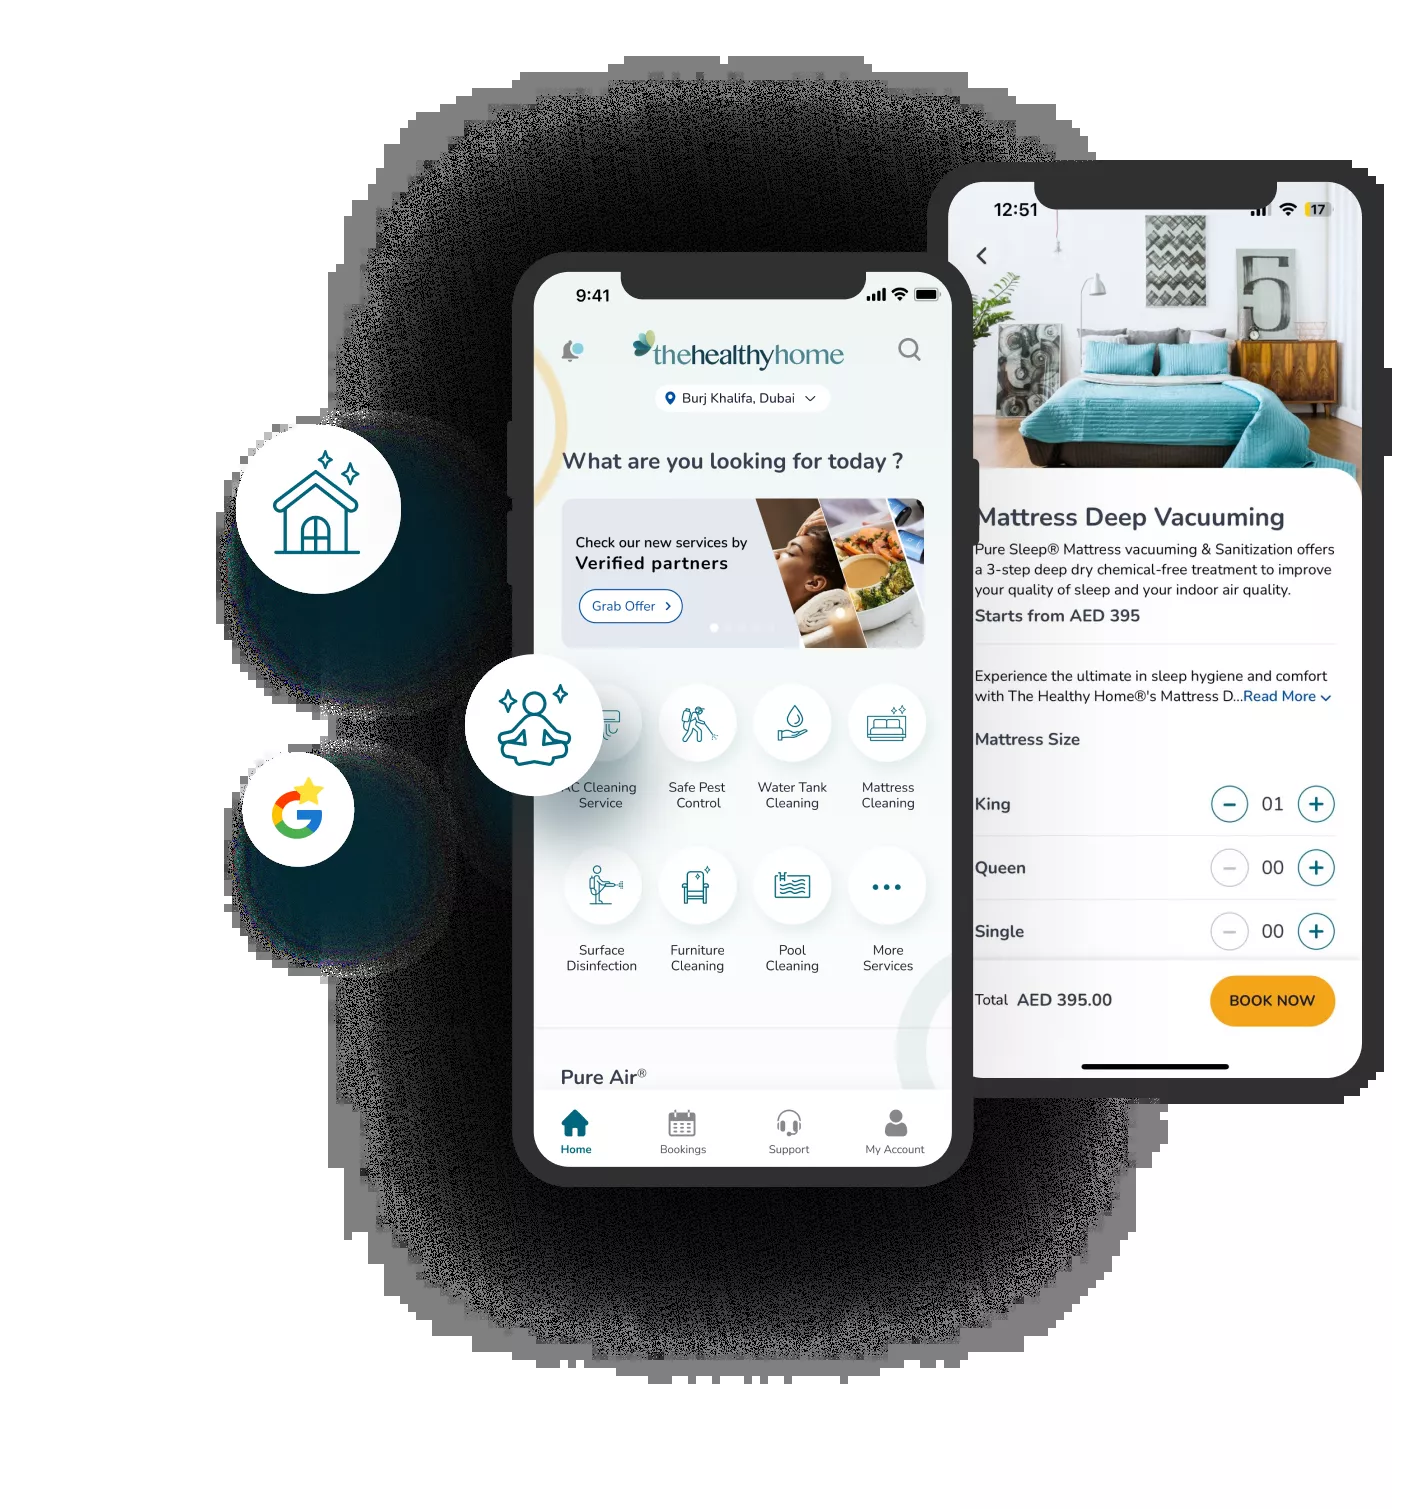 9:41
thehealthyhome
Burj Khalifa, Dubai
What are you looking for today ?
Check our new services by
Verified partners
Grab Offer
AC Cleaning
Service
Safe Pest
Control
Water Tank
Cleaning
Mattress
Cleaning
Surface
Disinfection
Furniture
Cleaning
Pool
Cleaning
More
Services
Pure Air®
Home
Bookings
Support
My Account
12:51
17
5
Mattress Deep Vacuuming
Pure Sleep® Mattress vacuuming & Sanitization offers
a 3-step deep dry chemical-free treatment to improve
your quality of sleep and your indoor air quality.
Starts from AED 395
Experience the ultimate in sleep hygiene and comfort
with The Healthy Home®'s Mattress D...Read More
Mattress Size
King
01
Queen
00
Single
00
Total AED 395.00
BOOK NOW
G